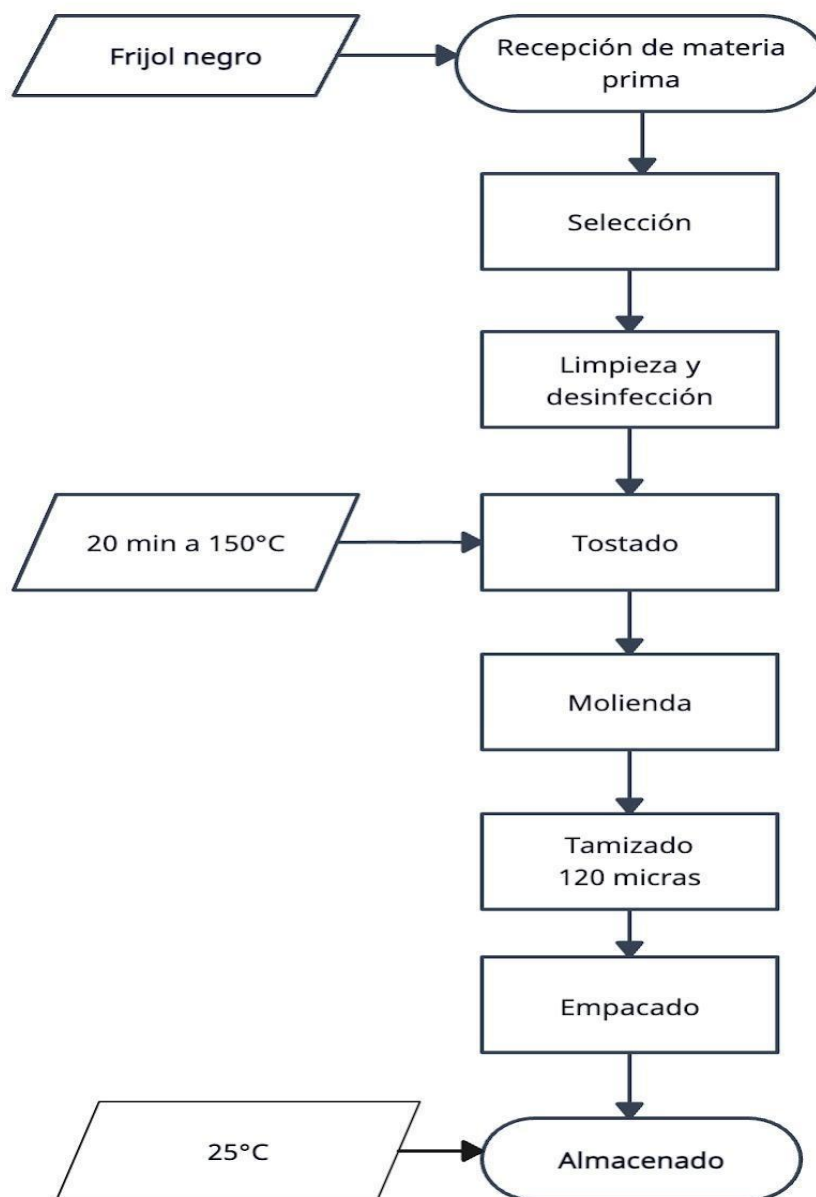 Frijol negro
Recepción de materia
prima
Selección
Limpieza y
desinfección
20 min a 150°C
Tostado
Molienda
Tamizado
120 micras
Empacado
25°C
Almacenado